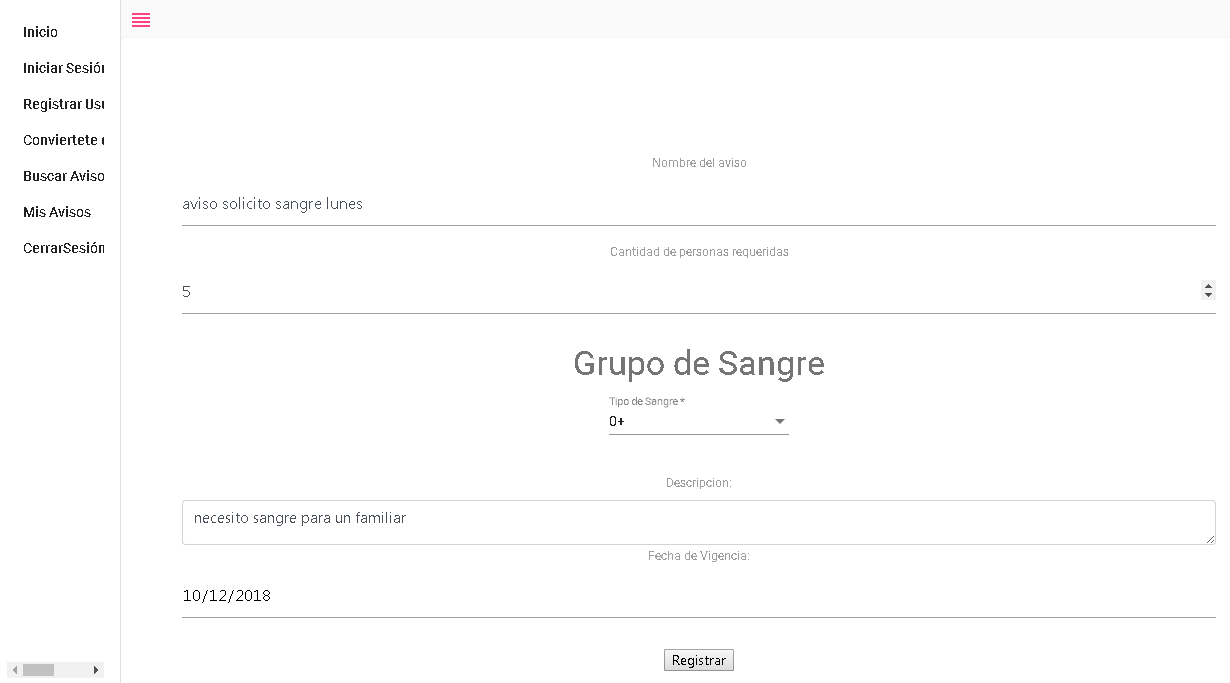 Inicio
Iniciar Sesión
Registrar
Conviertete
Buscar Aviso
Mis Avisos
CerrarSesión
Nombre del aviso
aviso solicito sangre lunes
Cantidad de personas requeridas
5
Grupo de Sangre
Tipo de Sangre *
0+
Descripcion:
necesito sangre para un familiar
Fecha de Vigencia:
10/12/2018
Registrar